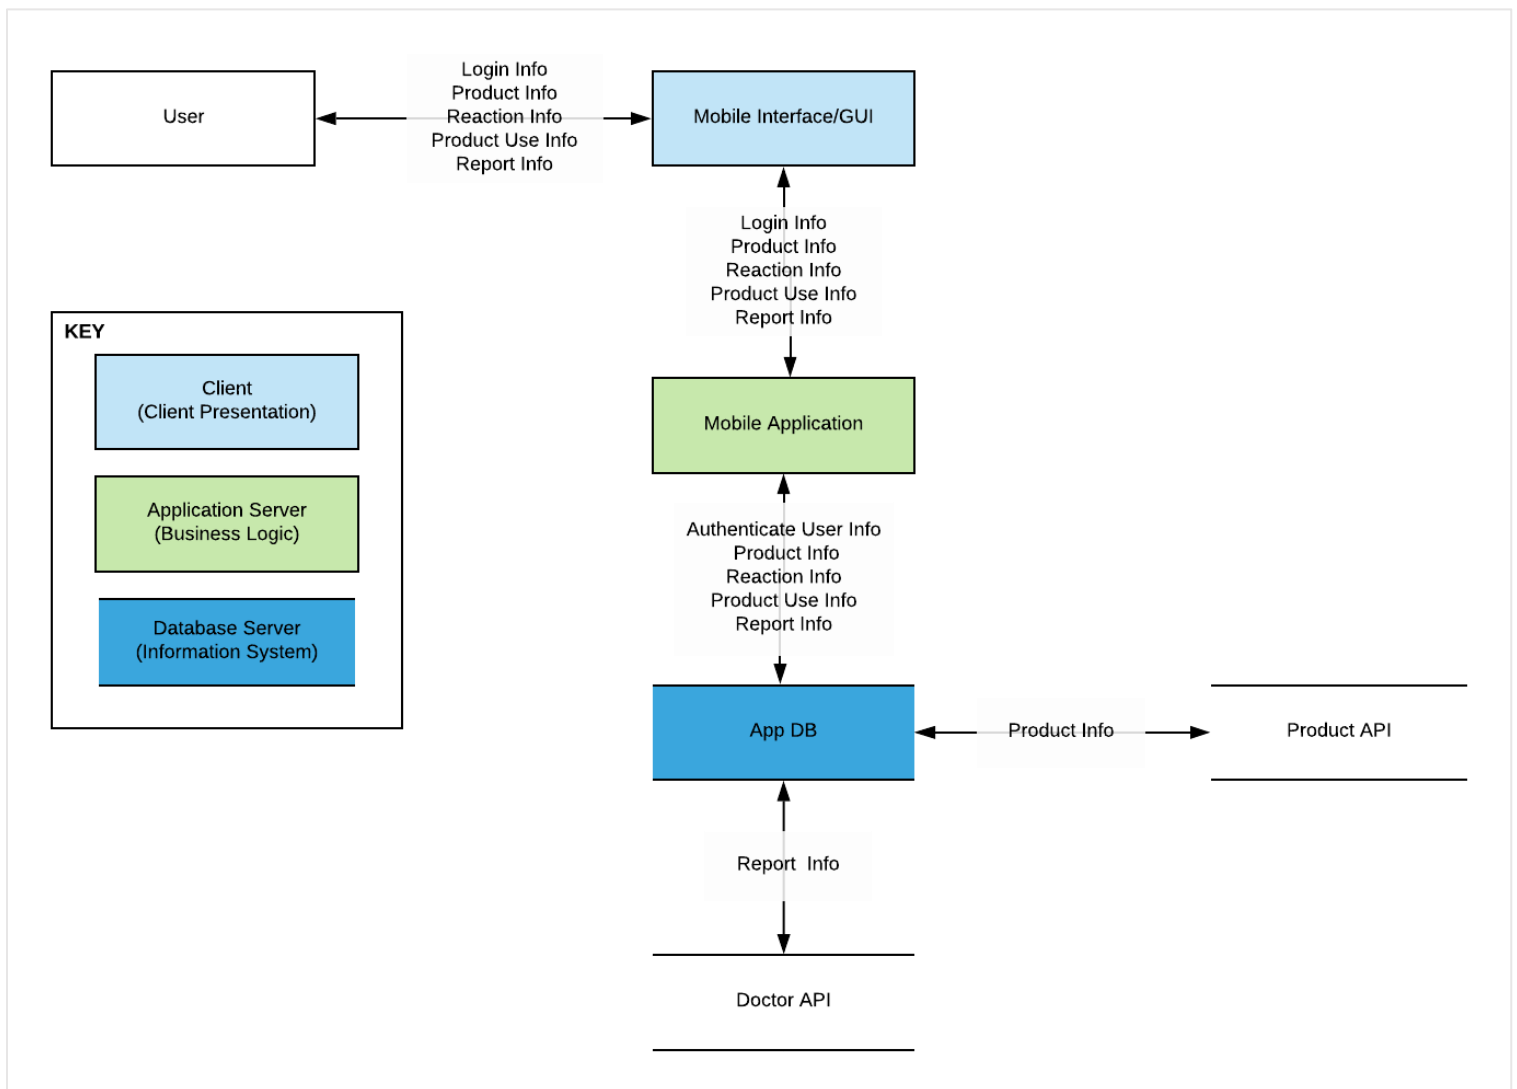 User
Login Info
Product Info
Reaction Info
Product Use Info
Report Info
Mobile Interface/GUI
Login Info
Product Info
Reaction Info
Product Use Info
Report Info
KEY
Client
(Client Presentation)
Application Server
(Business Logic)
Database Server
(Information System)
Mobile Application
Authenticate User Info
Product Info
Reaction Info
Product Use Info
Report Info
App DB
Product Info
Product API
Report Info
Doctor API